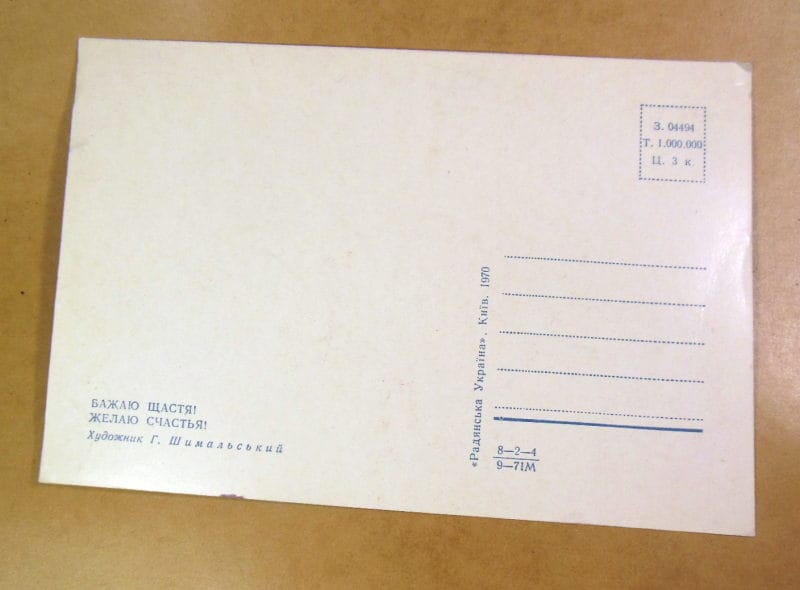 З. 04494
Т. 1.000.000
Ц. 3 к.
«Радянська Україна». Київ. 1970
БАЖАЮ ЩАСТЯ!
ЖЕЛАЮ СЧАСТЬЯ!
Художник Г. Шимальський
8—2—4
9—71М